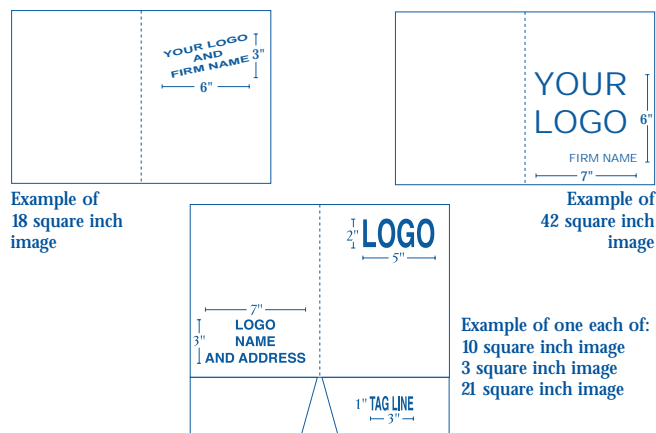 YOUR LOGO
AND
FIRM NAME
3"
6"
Example of
18 square inch
image
YOUR
LOGO
FIRM NAME
6"
7"
Example of
42 square inch
image
2"
LOGO
5"
7"
3"
LOGO
NAME
AND ADDRESS
1" TAG LINE
3"
Example of one each of:
10 square inch image
3 square inch image
21 square inch image